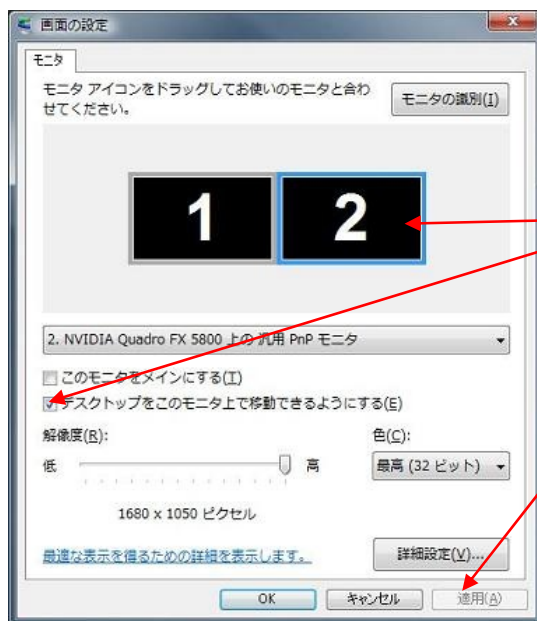 画面の設定
モニタ
モニタ アイコンをドラッグしてお使いのモニタと合わ
せてください。
モニタの識別(I)
1 2
2. NVIDIA Quadro FX 5800 上の 汎用 PnP モニタ
このモニタをメインにする(T)
デスクトップをこのモニタ上で移動できるようにする(E)
解像度(R): 色(C):
低 高 最高 (32 ビット)
1680 x 1050 ピクセル
最適な表示を得るための詳細を表示します。
詳細設定(V)...
OK キャンセル 適用(A)